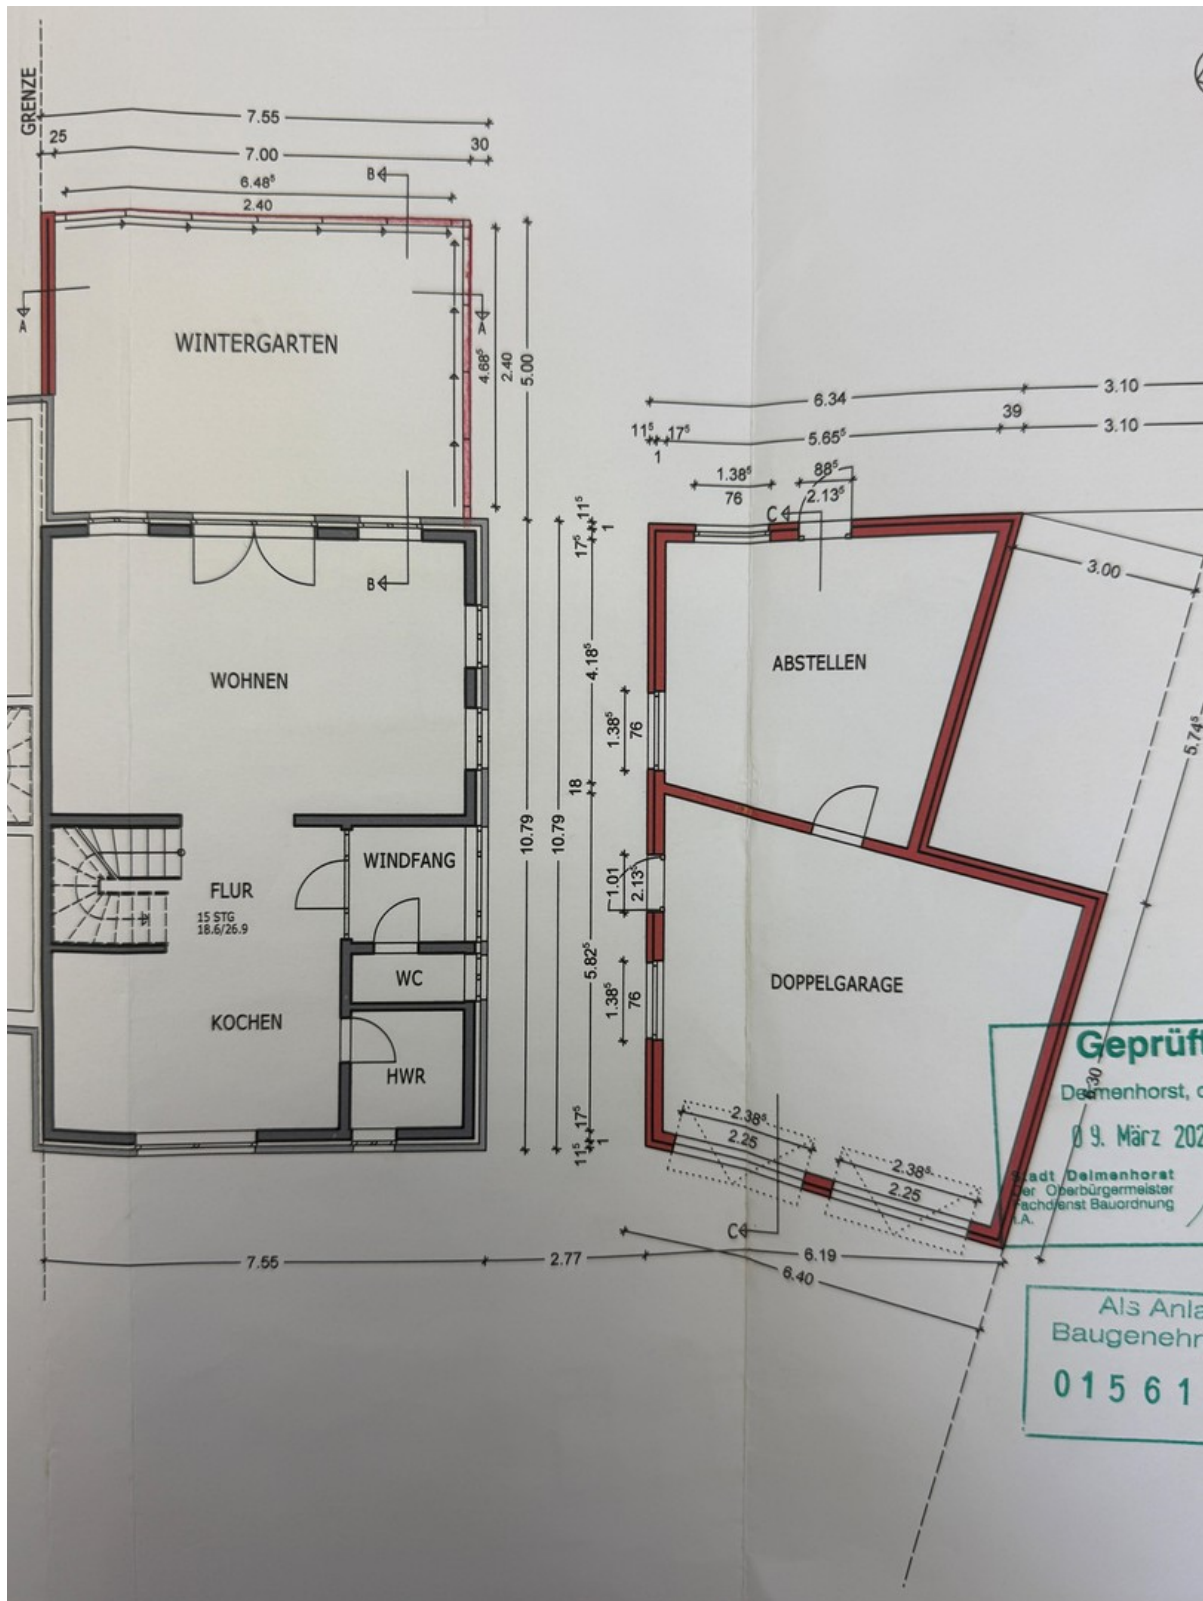 GRENZE
7.55
25
7.00
30
B
6.48⁵
2.40
A
A
WINTERGARTEN
4.68⁵
2.40
5.00
6.34
3.10
39
11⁵
1
17⁵
5.65⁵
3.10
1.38⁵
76
88⁵
2.13⁵
C
11⁵
1
17⁵
B
3.00
WOHNEN
4.18⁵
ABSTELLEN
1.38⁵
76
5.74⁵
18
10.79
10.79
WINDFANG
FLUR
15 STG
18.6/26.9
1.01
2.13⁵
WC
5.82⁵
DOPPELGARAGE
1.38⁵
76
KOCHEN
HWR
Geprüft
6.30
Delmenhorst, d
09. März 202
Stadt Delmenhorst
Der Oberbürgermeister
Fachdienst Bauordnung
I.A.
17⁵
1
11⁵
2.38⁵
2.25
2.38⁵
2.25
C
7.55
2.77
6.19
6.40
Als Anla
Baugenehm
01561